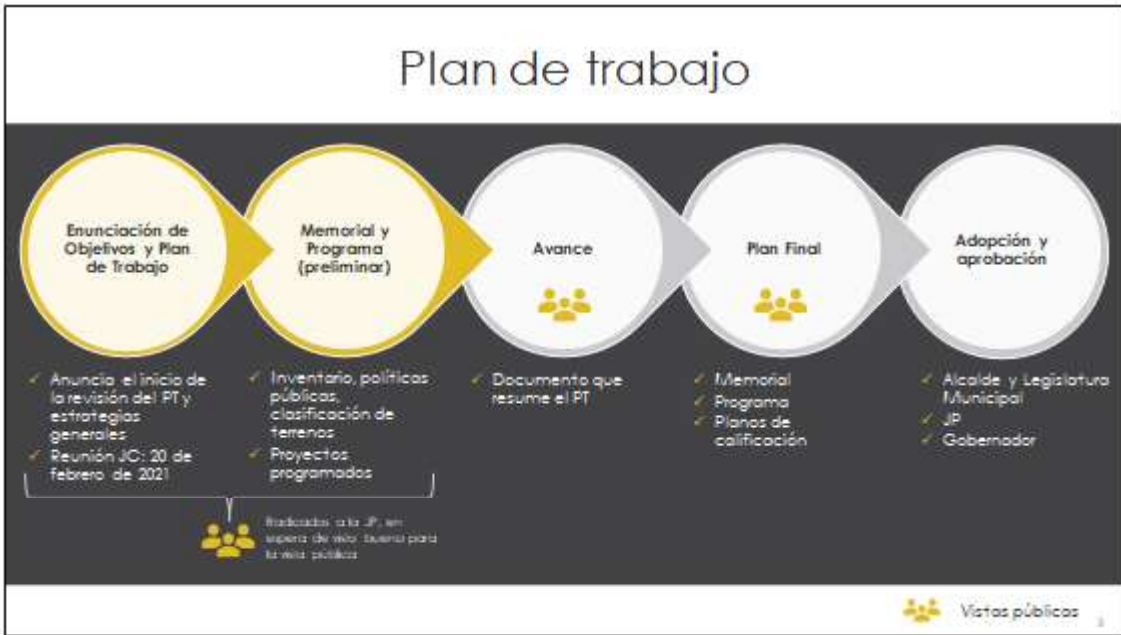 Plan de trabajo
Enunciación de
Objetivos y Plan
de Trabajo
Memorial y
Programa
(preliminar)
Avance
Plan Final
Adopción y
aprobación
✓ Anuncia el inicio de
la revisión del PT y
estrategias
generales
✓ Reunión JC: 20 de
febrero de 2021
✓ Inventario, políticas
públicas,
clasificación de
terrenos
✓ Proyectos
programados
✓ Documento que
resume el PT
✓ Memorial
✓ Programa
✓ Planos de
calificación
✓ Alcalde y Legislatura
Municipal
✓ JP
✓ Gobernador
Radicados a la JP, en
espera de visto bueno para
la vista pública
Vistas públicas